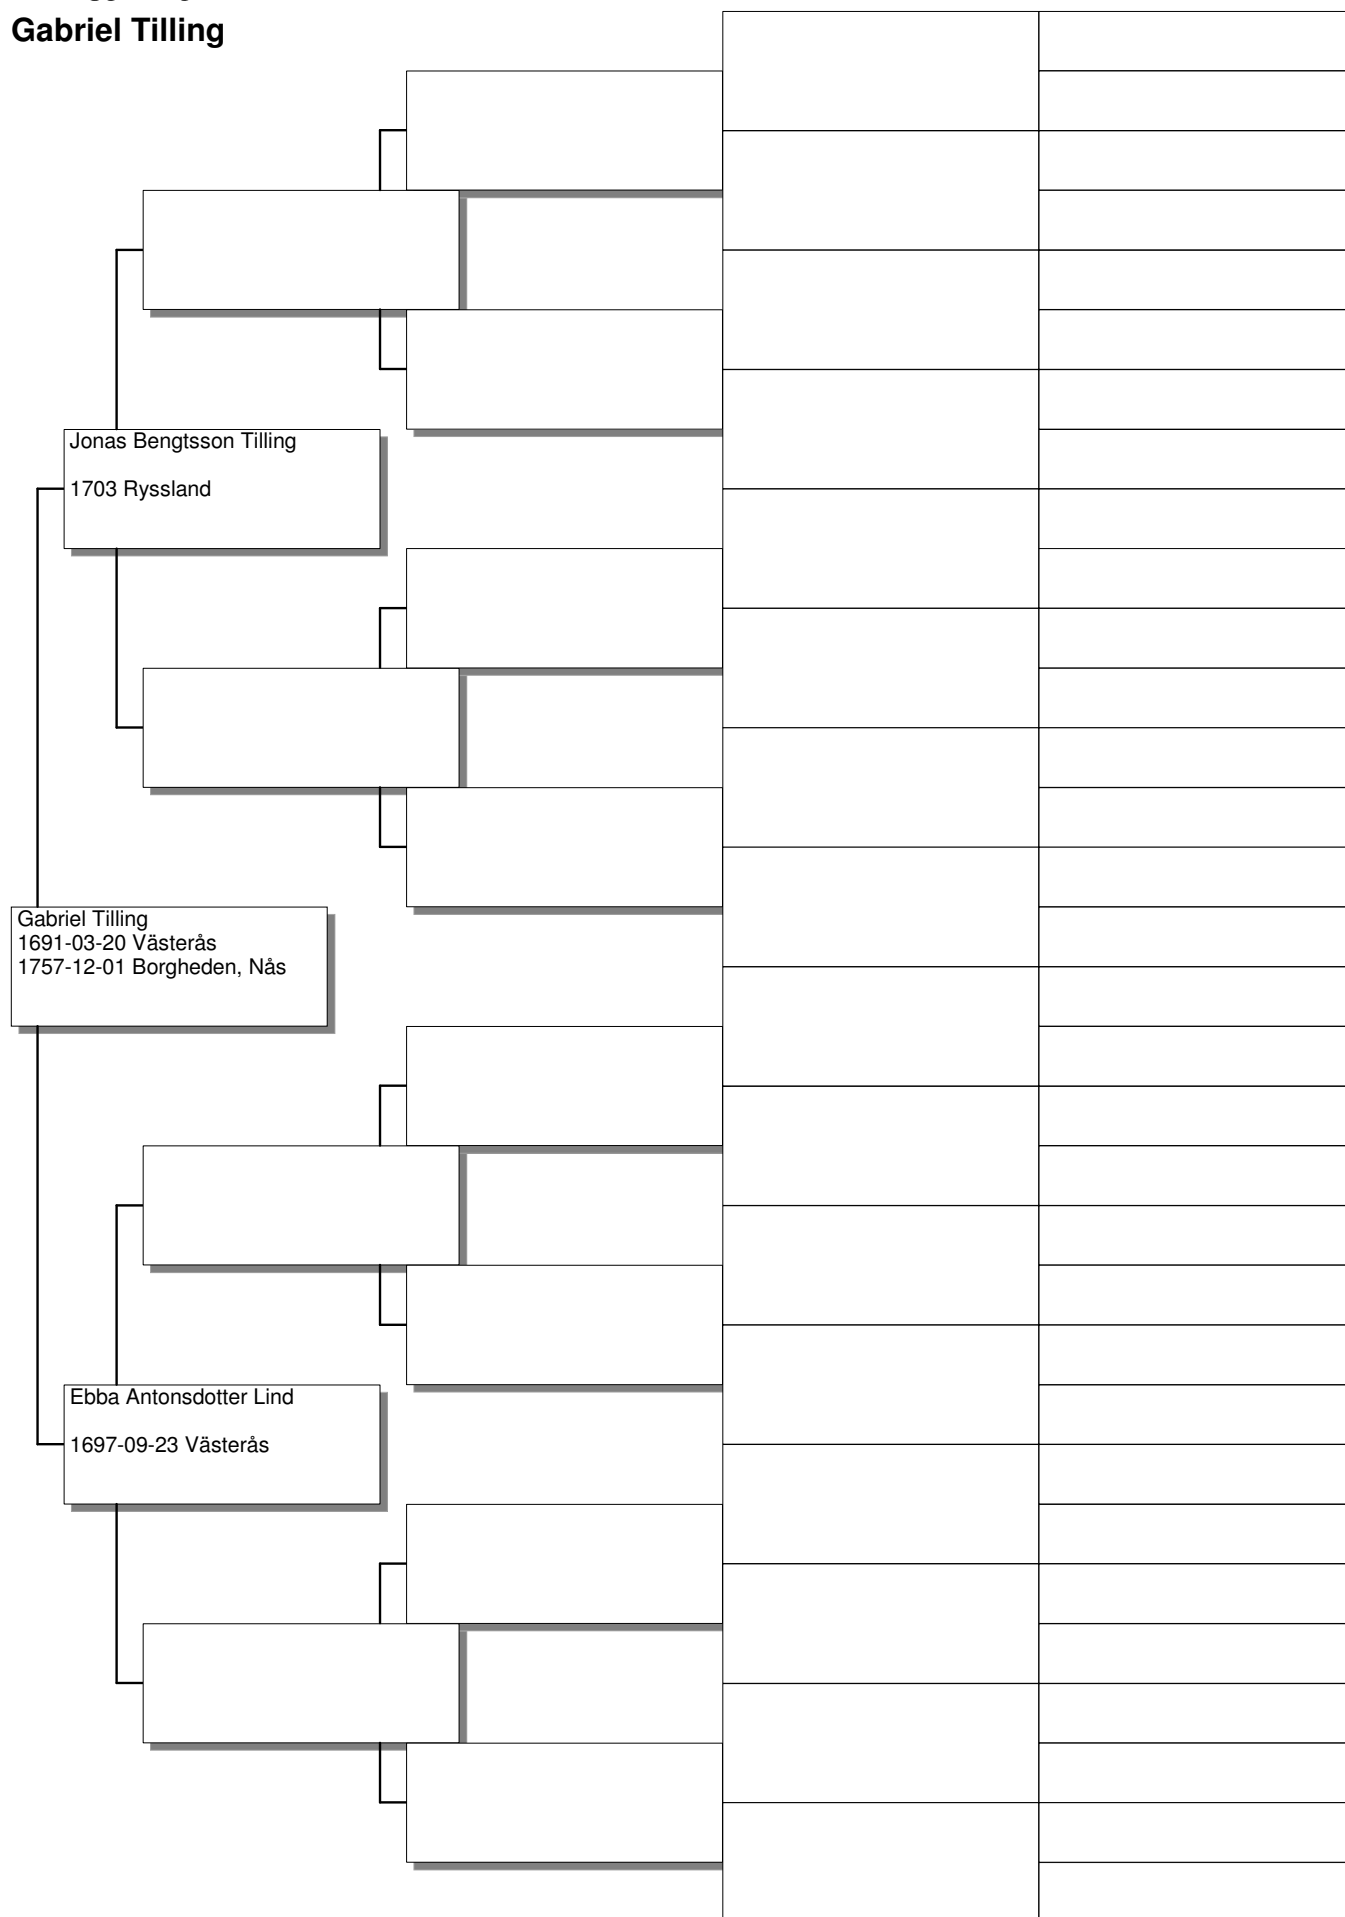 Gabriel Tilling
Jonas Bengtsson Tilling
1703 Ryssland
Gabriel Tilling
1691-03-20 Västerås
1757-12-01 Borgheden, Nås
Ebba Antonsdotter Lind
1697-09-23 Västerås